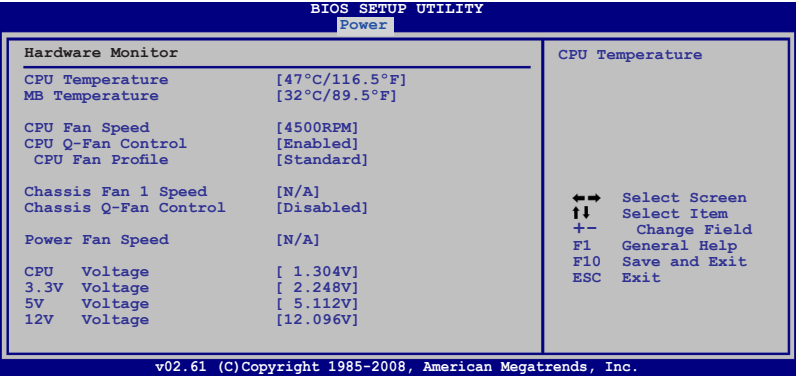 BIOS SETUP UTILITY
Power
Hardware Monitor
CPU Temperature [47°C/116.5°F]
MB Temperature [32°C/89.5°F]
CPU Fan Speed [4500RPM]
CPU Q-Fan Control [Enabled]
CPU Fan Profile [Standard]
Chassis Fan 1 Speed [N/A]
Chassis Q-Fan Control [Disabled]
Power Fan Speed [N/A]
CPU Voltage [ 1.304V]
3.3V Voltage [ 2.248V]
5V Voltage [ 5.112V]
12V Voltage [12.096V]
CPU Temperature
←→ Select Screen
↑↓ Select Item
+- Change Field
F1 General Help
F10 Save and Exit
ESC Exit
v02.61 (C)Copyright 1985-2008, American Megatrends, Inc.